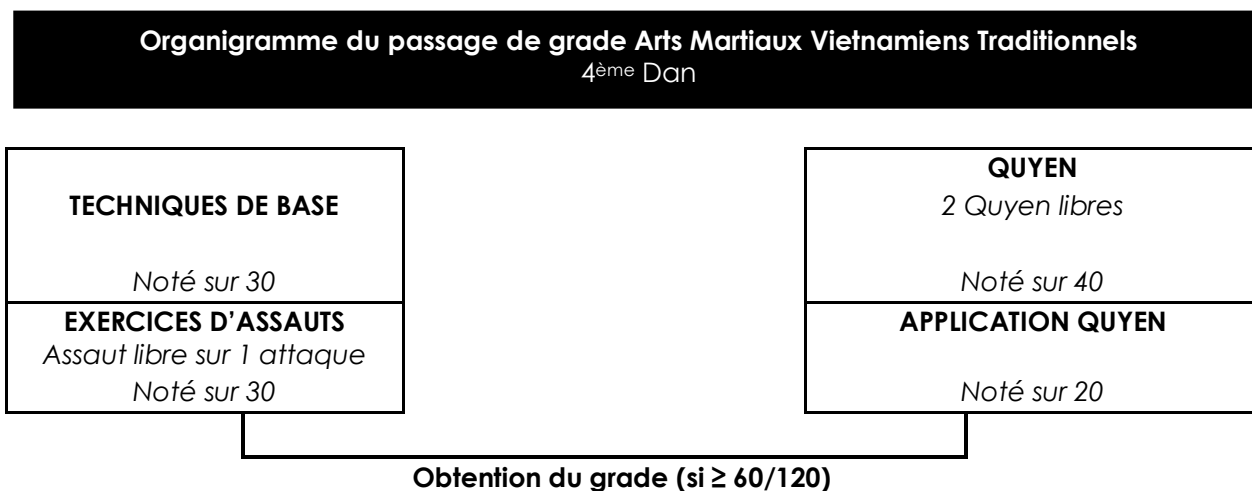 Organigramme du passage de grade Arts Martiaux Vietnamiens Traditionnels
4ème Dan
TECHNIQUES DE BASE
Noté sur 30
EXERCICES D’ASSAUTS
Assaut libre sur 1 attaque
Noté sur 30
QUYEN
2 Quyen libres
Noté sur 40
APPLICATION QUYEN
Noté sur 20
Obtention du grade (si ≥ 60/120)